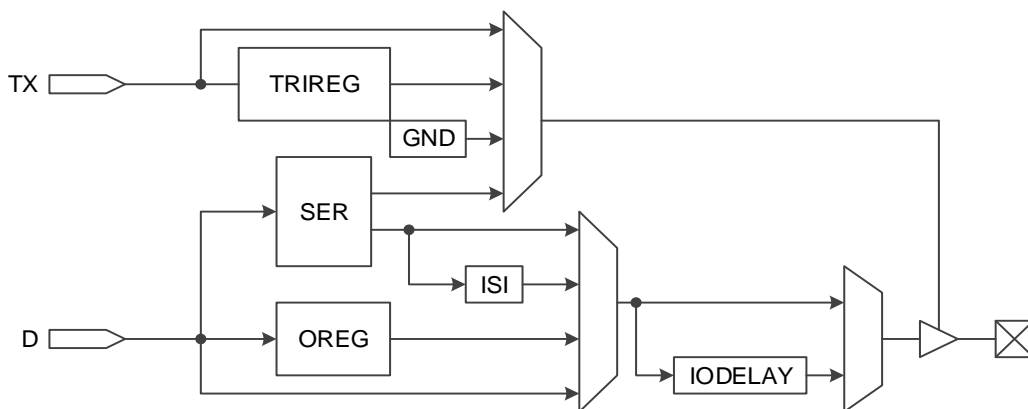 TX
TRIREG
GND
SER
ISI
D
OREG
IODELAY